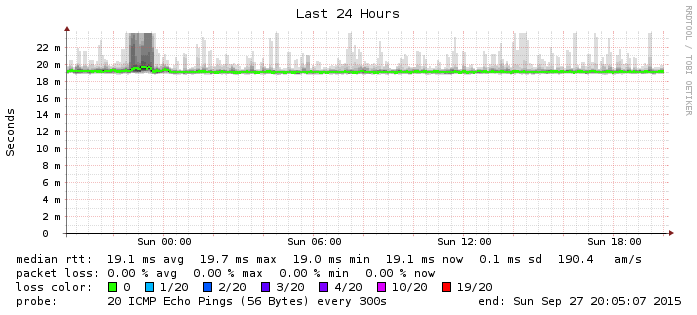 Last 24 Hours
RRDTOOL / TOBI OETIKER
Seconds
22 m
20 m
18 m
16 m
14 m
12 m
10 m
8 m
6 m
4 m
2 m
0
Sun 00:00 Sun 06:00 Sun 12:00 Sun 18:00
median rtt: 19.1 ms avg 19.7 ms max 19.0 ms min 19.1 ms now 0.1 ms sd 190.4 am/s
packet loss: 0.00 % avg 0.00 % max 0.00 % min 0.00 % now
loss color: 0 1/20 2/20 3/20 4/20 10/20 19/20
probe: 20 ICMP Echo Pings (56 Bytes) every 300s end: Sun Sep 27 20:05:07 2015